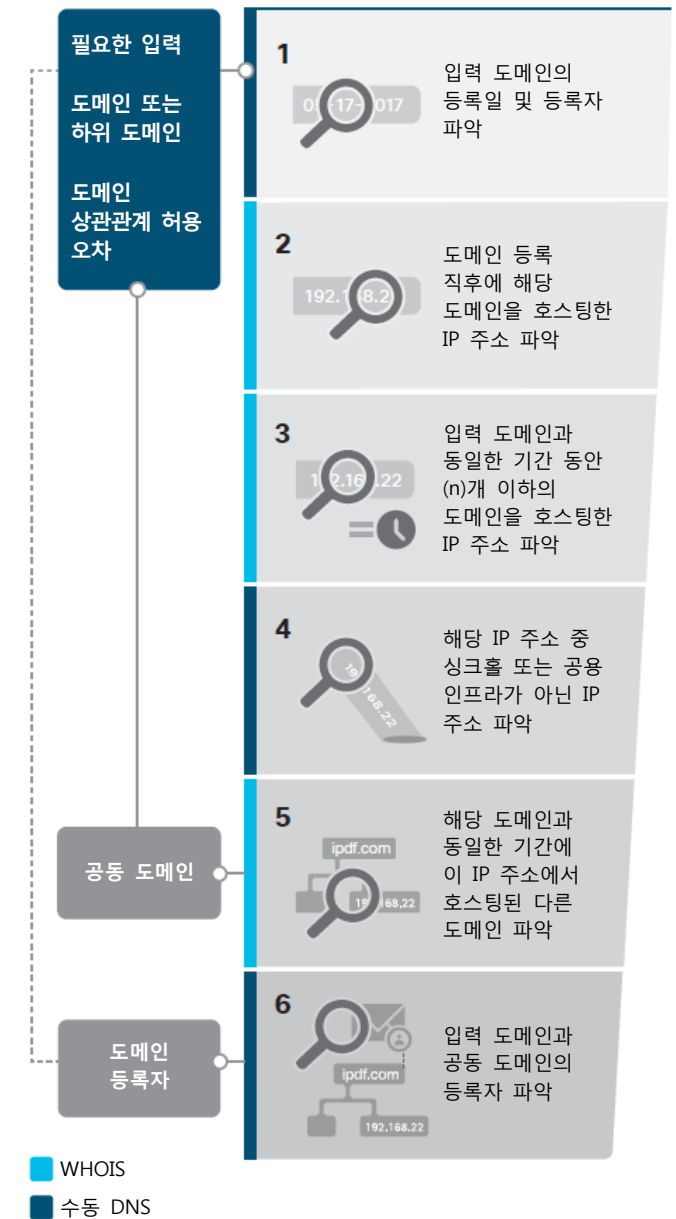 필요한 입력
도메인 또는
하위 도메인
도메인
상관관계 허용
오차
1
입력 도메인의
등록일 및 등록자
파악
2
192.168.2
도메인 등록
직후에 해당
도메인을 호스팅한
IP 주소 파악
3
입력 도메인과
동일한 기간 동안
(n)개 이하의
도메인을 호스팅한
IP 주소 파악
4
해당 IP 주소 중
싱크홀 또는 공용
인프라가 아닌 IP
주소 파악
공동 도메인
5
ipdf.com
해당 도메인과
동일한 기간에
이 IP 주소에서
호스팅된 다른
도메인 파악
도메인
등록자
6
ipdf.com
192.168.22
입력 도메인과
공동 도메인의
등록자 파악
WHOIS
수동 DNS